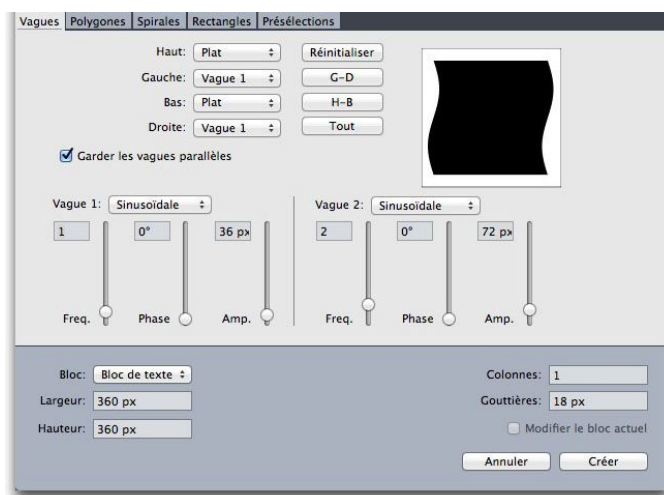 Vagues Polygones Spirales Rectangles Présélections
Haut: Plat Réinitialiser
Gauche: Vague 1 G-D
Bas: Plat H-B
Droite: Vague 1 Tout
Garder les vagues parallèles
Vague 1: Sinusoïdale Vague 2: Sinusoïdale
1 0° 36 px 2 0° 72 px
Freq. Phase Amp. Freq. Phase Amp.
Bloc: Bloc de texte Colonnes: 1
Largeur: 360 px Gouttières: 18 px
Hauteur: 360 px Modifier le bloc actuel
Annuler Créer